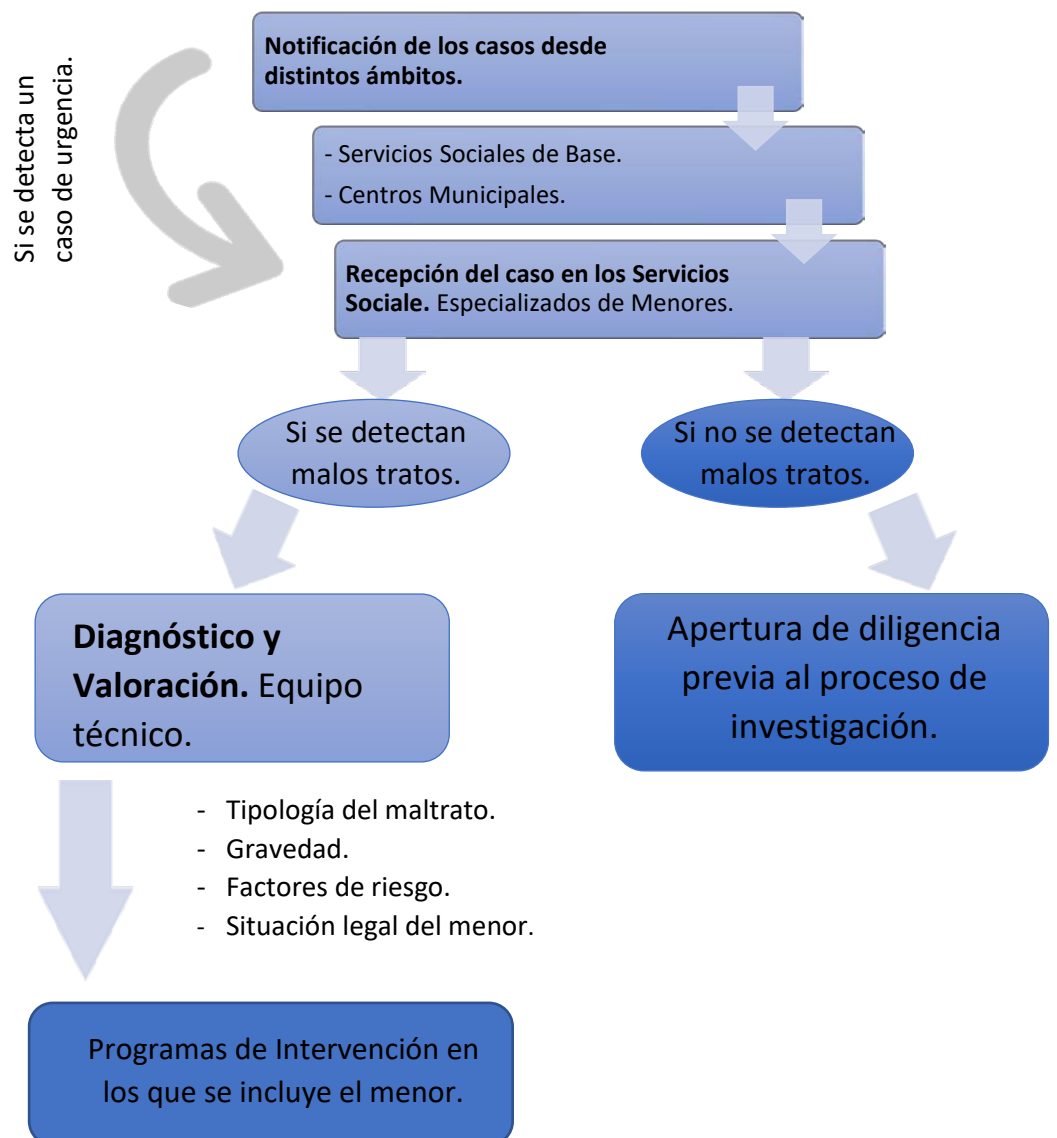 Si se detecta un
caso de urgencia.
Notificación de los casos desde
distintos ámbitos.
- Servicios Sociales de Base.
- Centros Municipales.
Recepción del caso en los Servicios
Sociale. Especializados de Menores.
Si se detectan
malos tratos.
Si no se detectan
malos tratos.
Diagnóstico y
Valoración. Equipo
técnico.
Apertura de diligencia
previa al proceso de
investigación.
- Tipología del maltrato.
- Gravedad.
- Factores de riesgo.
- Situación legal del menor.
Programas de Intervención en
los que se incluye el menor.